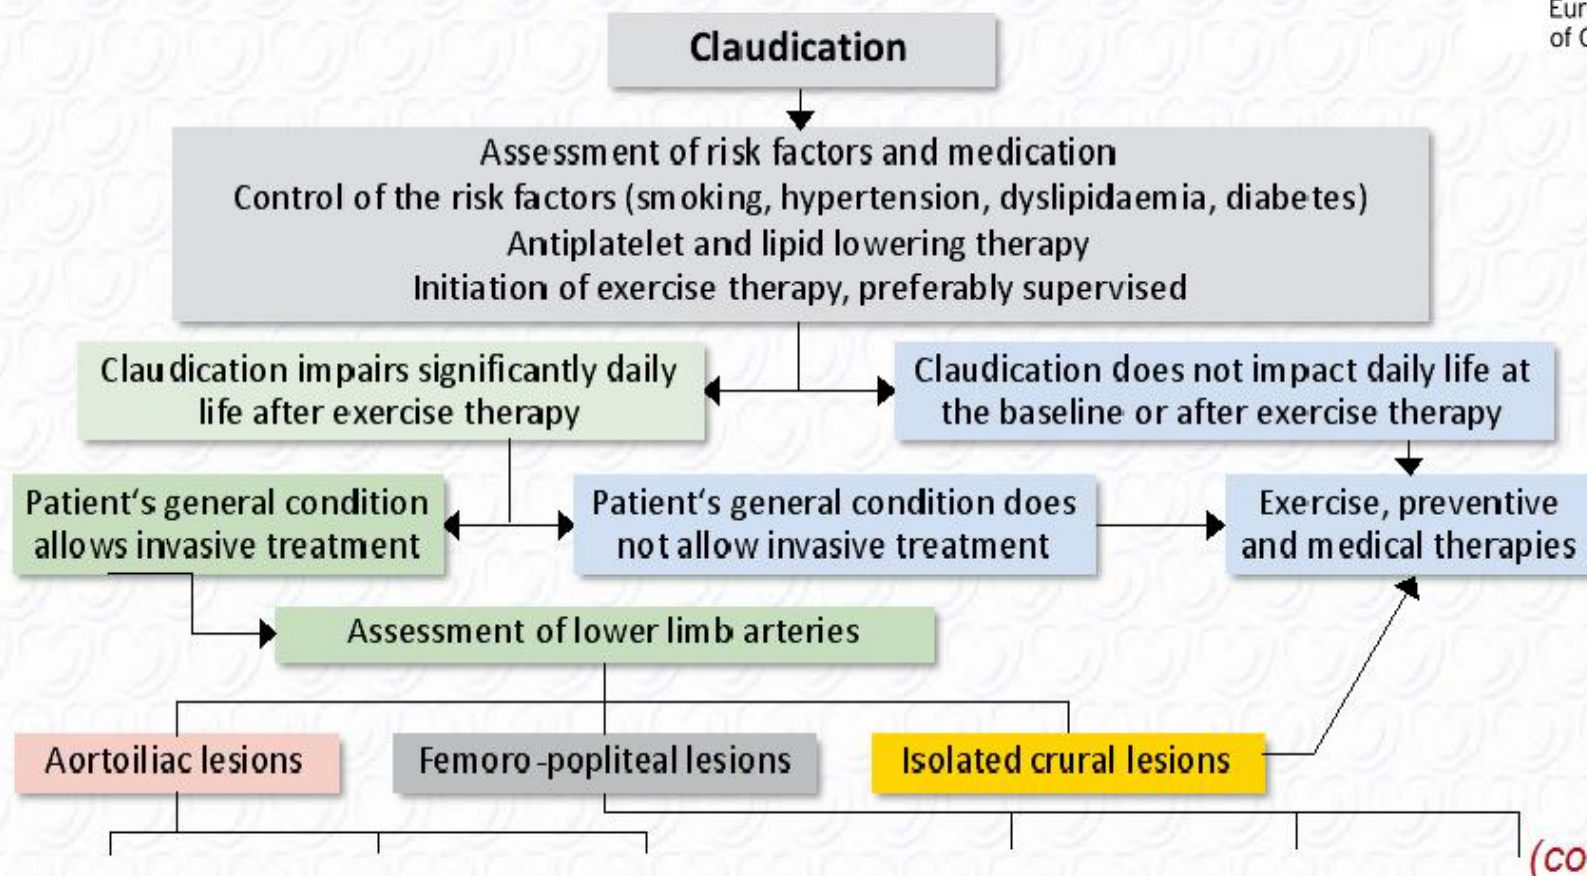 Eur
of C
Claudication
Assessment of risk factors and medication
Control of the risk factors (smoking, hypertension, dyslipidaemia, diabetes)
Antiplatelet and lipid lowering therapy
Initiation of exercise therapy, preferably supervised
Claudication impairs significantly daily
life after exercise therapy
Claudication does not impact daily life at
the baseline or after exercise therapy
Patient‘s general condition
allows invasive treatment
Patient‘s general condition does
not allow invasive treatment
Exercise, preventive
and medical therapies
Assessment of lower limb arteries
Aortoiliac lesions
Femoro-popliteal lesions
Isolated crural lesions
(co